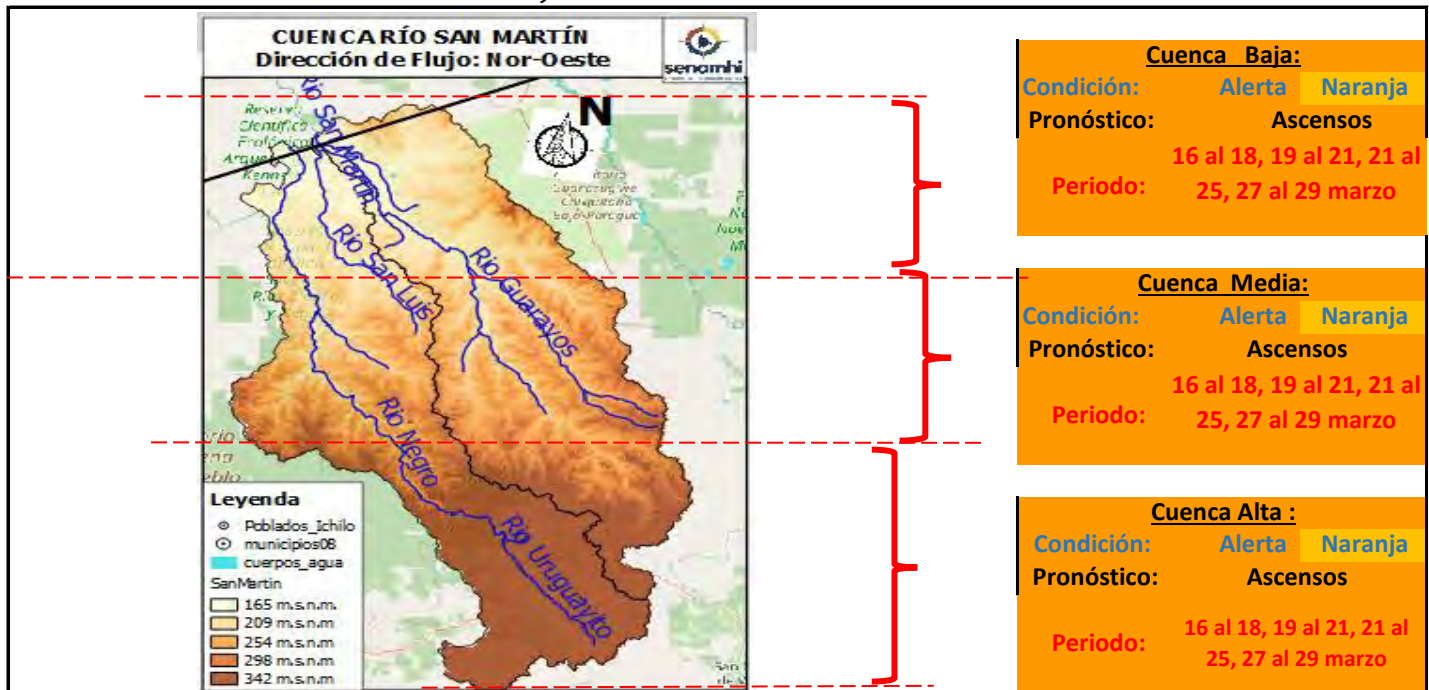 CUENCA RÍO SAN MARTÍN
Dirección de Flujo: Nor-Oeste
senamhi
N
Reserva
Científica
Ecológica
Kenn
Río San Martín
Río San Luis
Río Guarayos
Río Negro
Río Uruguayito
Leyenda
Poblados_Ichilo
municipios08
cuerpos_agua
SanMartin
165 m.s.n.m.
209 m.s.n.m
254 m.s.n.m
298 m.s.n.m
342 m.s.n.m
Cuenca Baja:
Condición: Alerta Naranja
Pronóstico: Ascensos
16 al 18, 19 al 21, 21 al
Periodo: 25, 27 al 29 marzo
Cuenca Media:
Condición: Alerta Naranja
Pronóstico: Ascensos
16 al 18, 19 al 21, 21 al
Periodo: 25, 27 al 29 marzo
Cuenca Alta :
Condición: Alerta Naranja
Pronóstico: Ascensos
16 al 18, 19 al 21, 21 al
Periodo: 25, 27 al 29 marzo